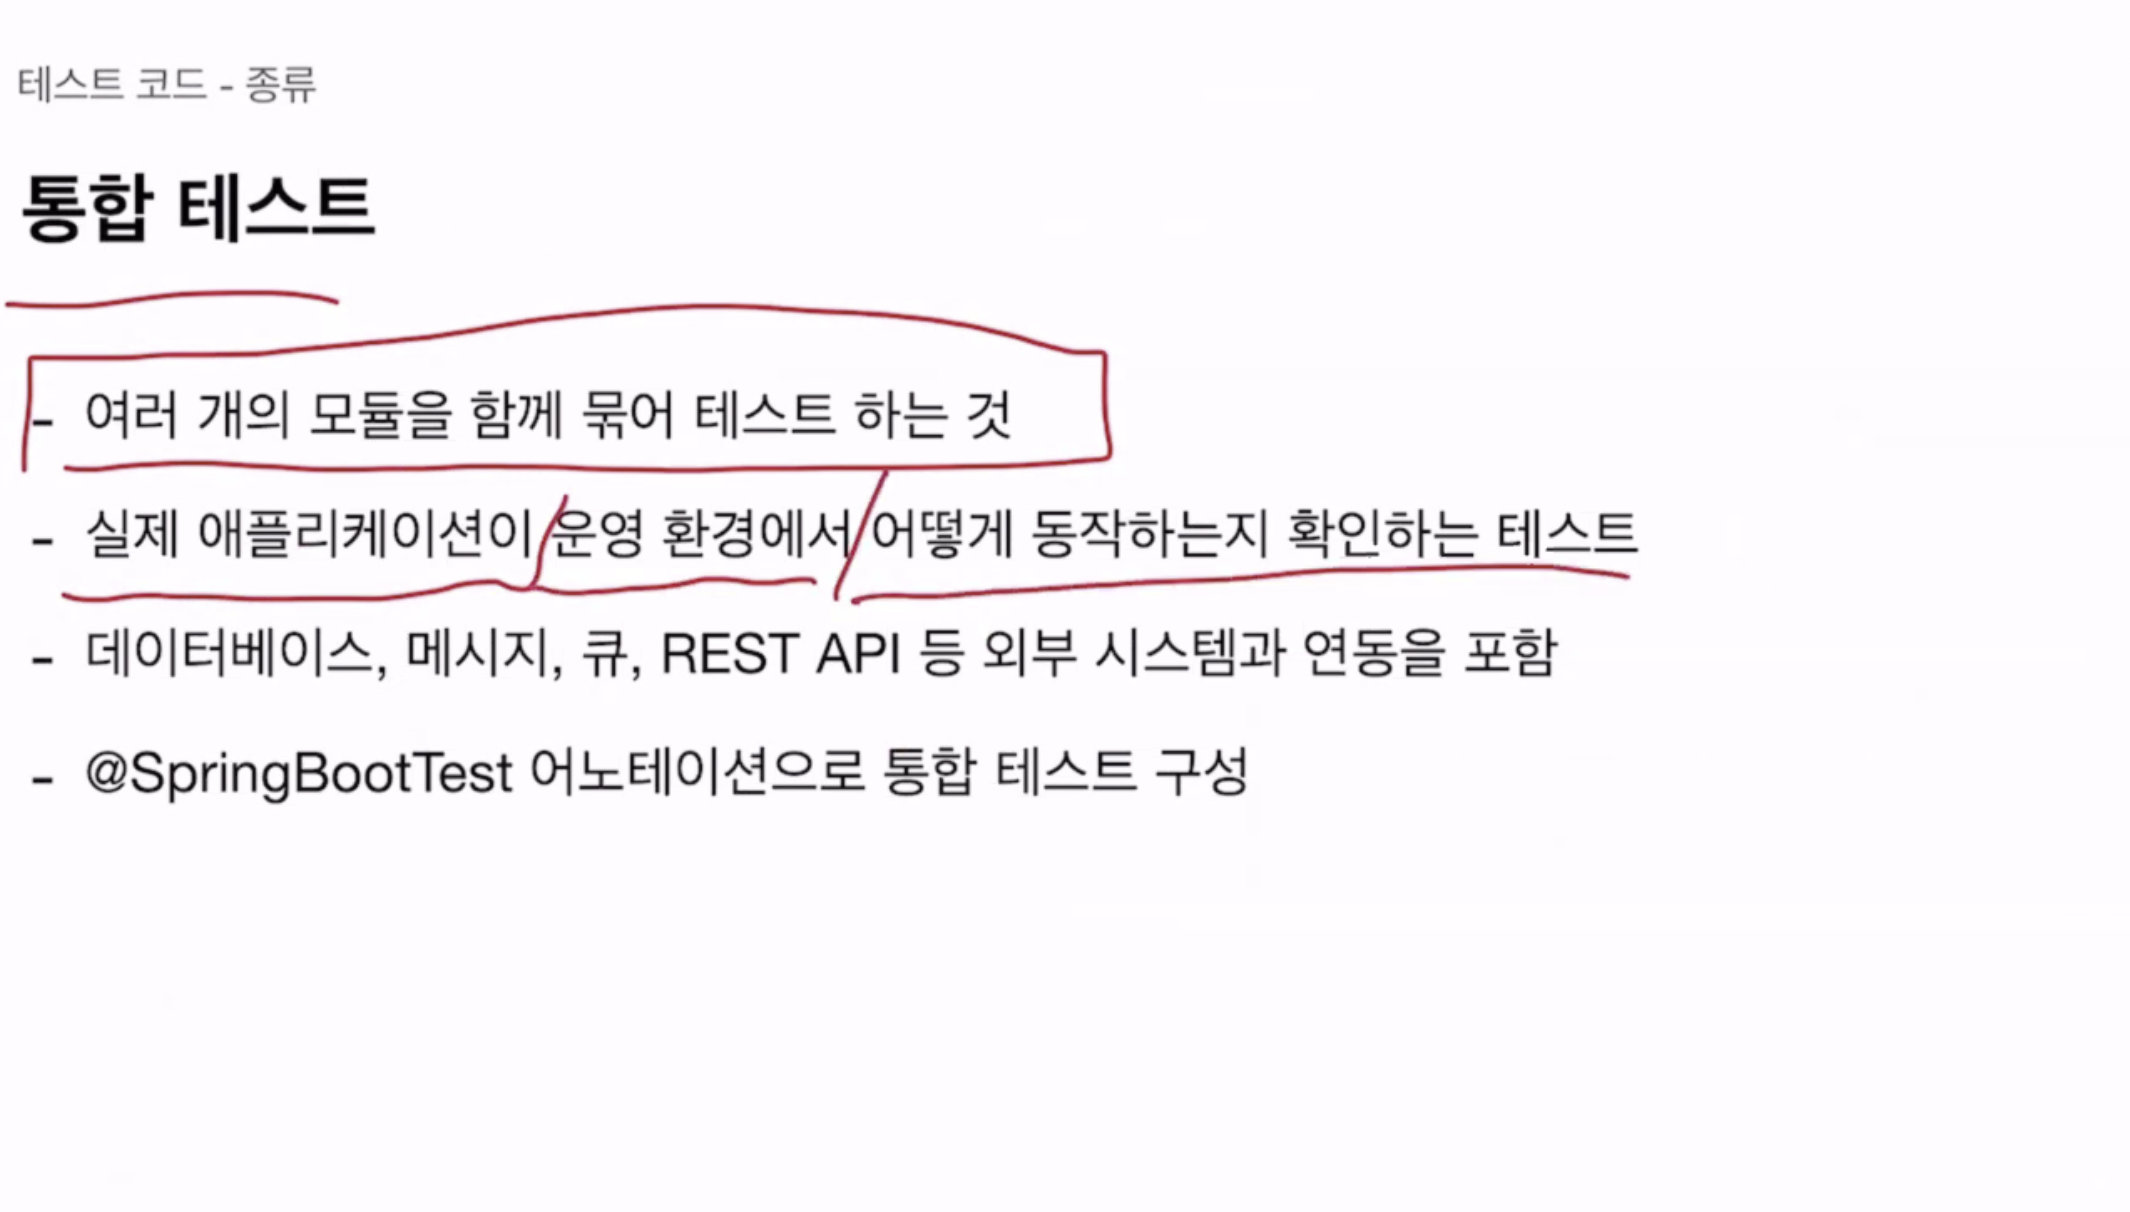 테스트 코드 - 종류
통합 테스트
- 여러 개의 모듈을 함께 묶어 테스트 하는 것
- 실제 애플리케이션이 운영 환경에서 어떻게 동작하는지 확인하는 테스트
- 데이터베이스, 메시지, 큐, REST API 등 외부 시스템과 연동을 포함
- @SpringBootTest 어노테이션으로 통합 테스트 구성